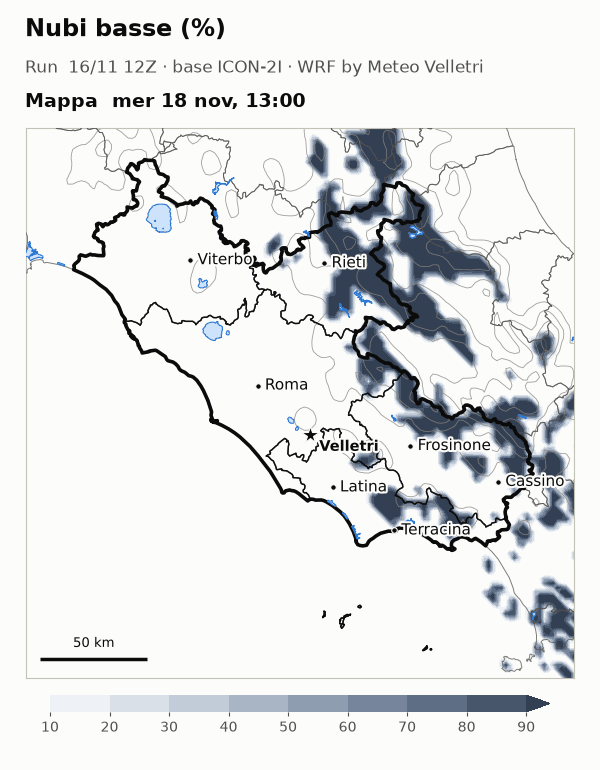 Nubi basse (%)
Run  16/11 12Z · base ICON-2I · WRF by Meteo Velletri
Mappa  mer 18 nov, 13:00
Viterbo
Rieti
Roma
Velletri
Frosinone
Latina
Cassino
Terracina
50 km
10 20 30 40 50 60 70 80 90